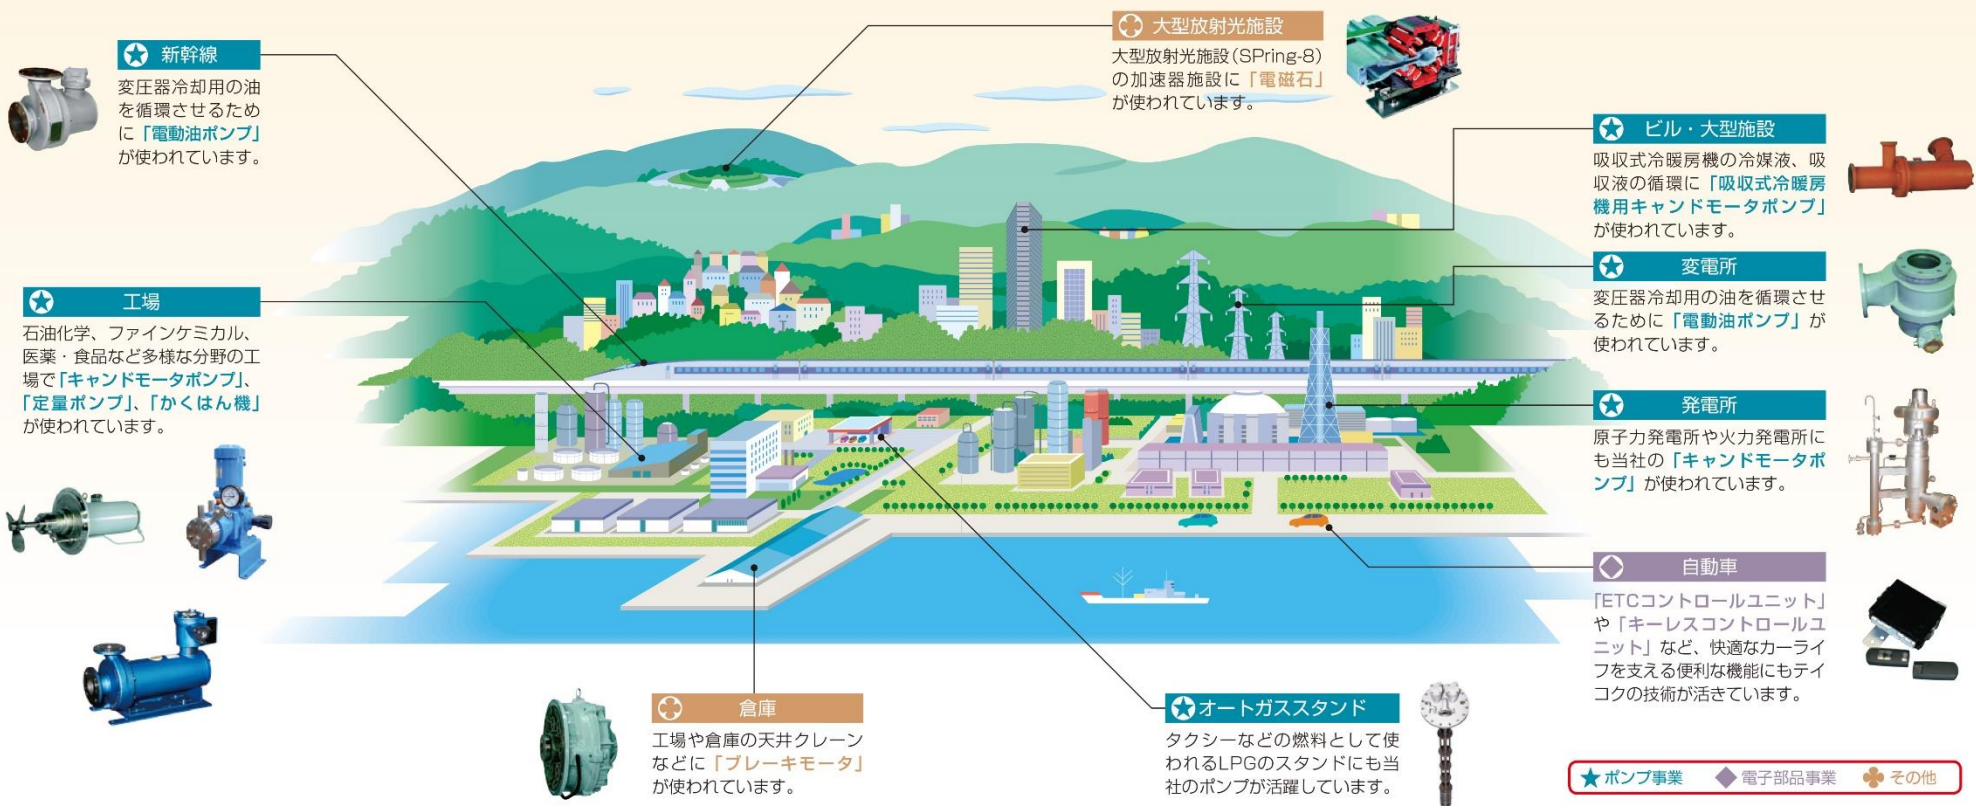 新幹線
変圧器冷却用の油
を循環させるため
に「電動油ポンプ」
が使われています。
大型放射光施設
大型放射光施設(SPring-8)
の加速器施設に「電磁石」
が使われています。
ビル・大型施設
吸収式冷暖房機の冷媒液、吸
収液の循環に「吸収式冷暖房
機用キャンドモータポンプ」
が使われています。
変電所
変圧器冷却用の油を循環させ
るために「電動油ポンプ」が
使われています。
工場
石油化学、ファインケミカル、
医薬・食品など多様な分野の工
場で「キャンドモータポンプ」、
「定量ポンプ」、「かくはん機」
が使われています。
発電所
原子力発電所や火力発電所に
も当社の「キャンドモータポ
ンプ」が使われています。
自動車
「ETCコントロールユニット」
や「キーレスコントロールユ
ニット」など、快適なカーライ
フを支える便利な機能にもテイ
コクの技術が活きています。
倉庫
工場や倉庫の天井クレーン
などに「ブレーキモータ」
が使われています。
オートガススタンド
タクシーなどの燃料として使
われるLPGのスタンドにも当
社のポンプが活躍しています。
ポンプ事業 電子部品事業 その他